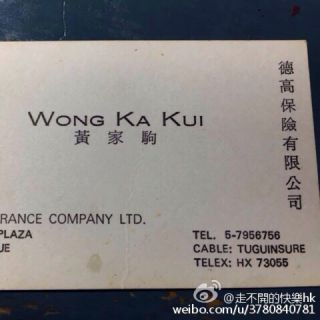 德高保險有限公司
WONG KA KUI
黃家駒
RANCE COMPANY LTD.
PLAZA
UE
TEL. 5-7956756
CABLE: TUGUINSURE
TELEX: HX 73055
@走不開的快樂hk
weibo.com/u/3780840781